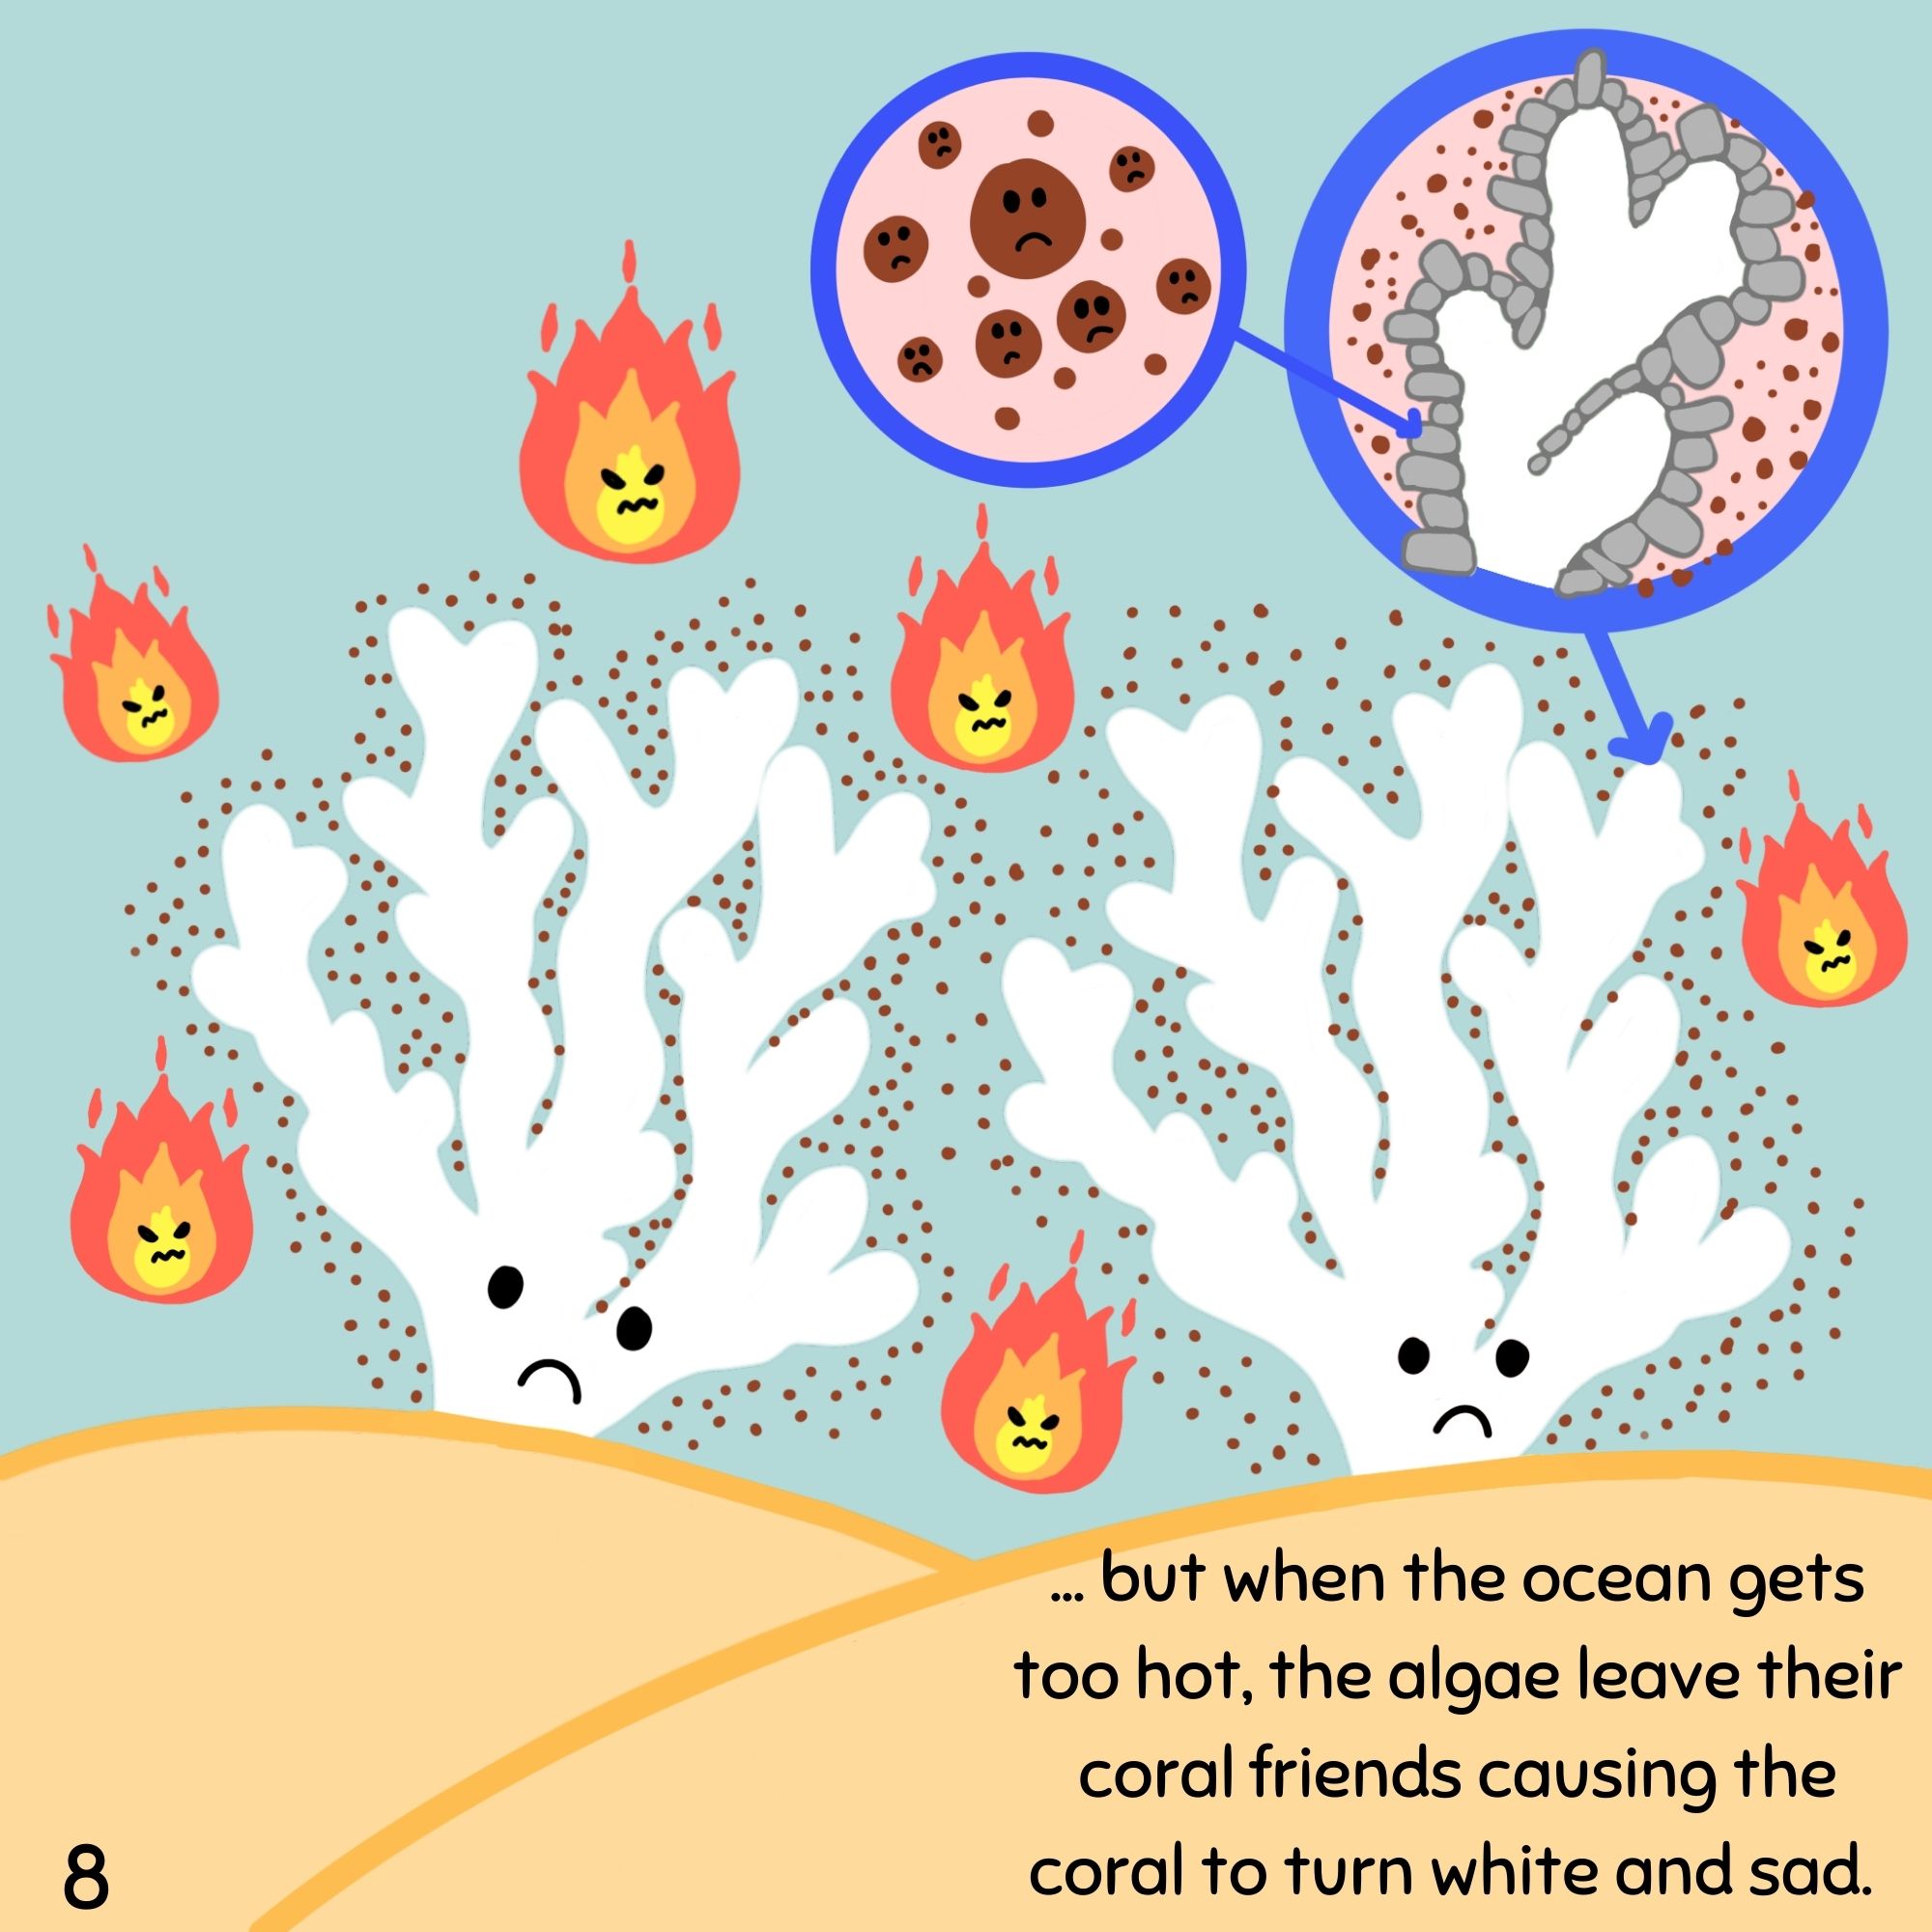 ... but when the ocean gets
too hot, the algae leave their
coral friends causing the
coral to turn white and sad.
8